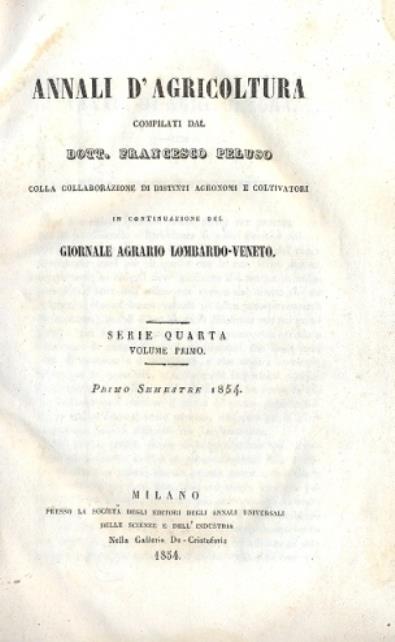 ANNALI D'AGRICOLTURA
COMPILATI DAL
DOTT. FRANCESCO PELUSO
COLLA COLLABORAZIONE DI DISTINTI AGRONOMI E COLTIVATORI
IN CONTINUAZIONE DEL
GIORNALE AGRARIO LOMBARDO-VENETO.
SERIE QUARTA
VOLUME PRIMO.
PRIMO SEMESTRE 1854.
MILANO
PRESSO LA SOCIETÀ DEGLI EDITORI DEGLI ANNALI UNIVERSALI
DELLE SCIENZE E DELL'INDUSTRIA
Nella Galleria De-Cristoforis
1854.